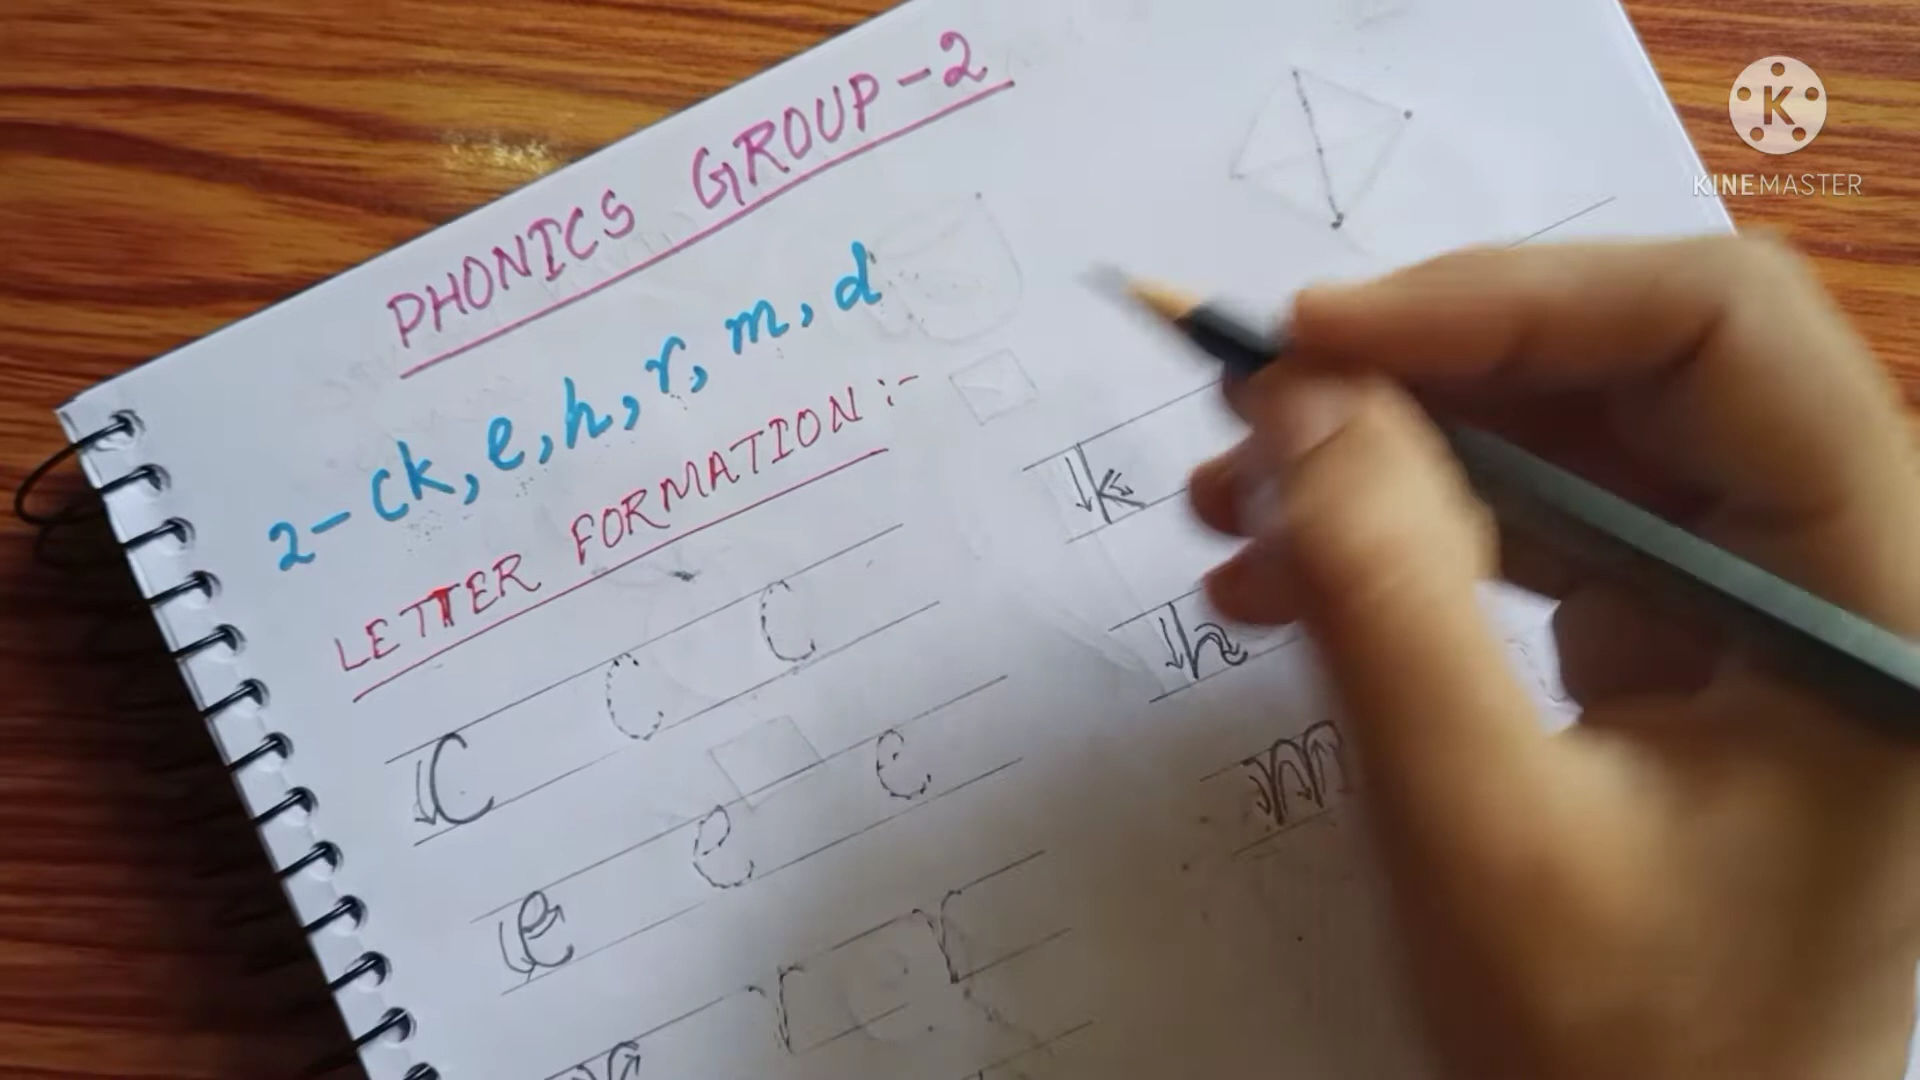 PHONICS GROUP-2
2- ck, e, h, r, m, d
LETTER FORMATION :-
c c c
e e e
r r r
k
h
m
K
KINEMASTER